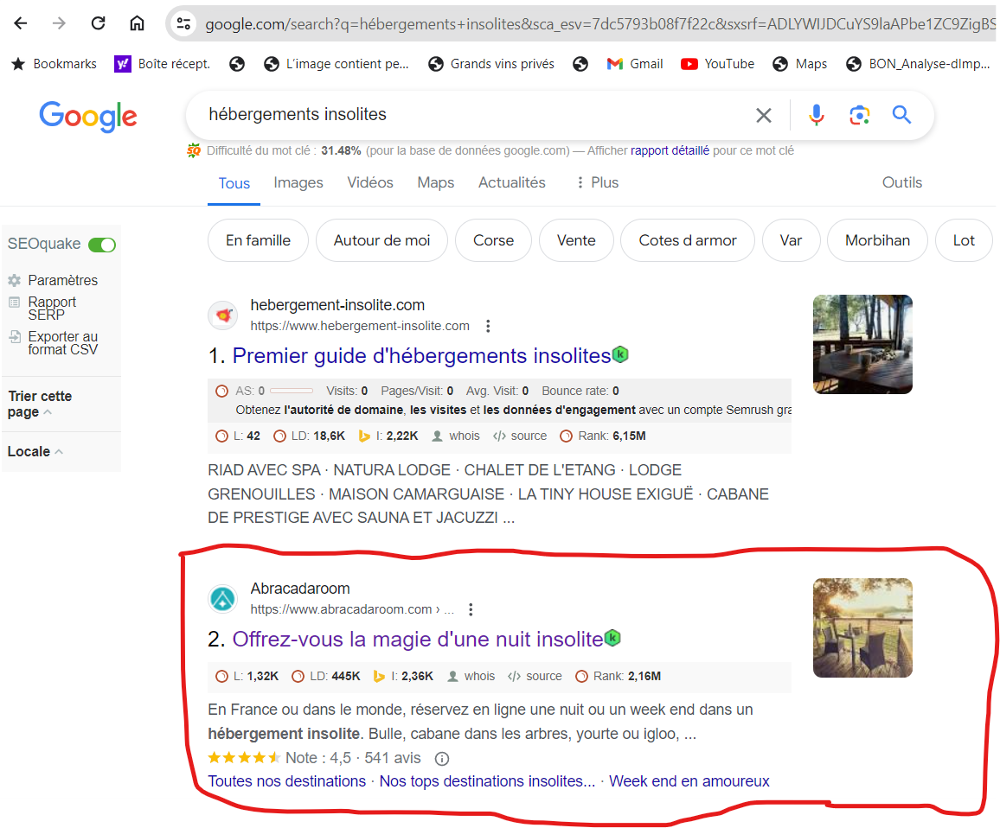 google.com/search?q=hébergements+insolites&sca_esv=7dc5793b08f7f22c&sxsrf=ADLYWIJDCuYS9laAPbe1ZC9ZigBS
Bookmarks Boîte récept. L'image contient pe... Grands vins privés Gmail YouTube Maps BON_Analyse-dImp...
Google hébergements insolites
Difficulté du mot clé : 31.48% (pour la base de données google.com) — Afficher rapport détaillé pour ce mot clé
Tous Images Vidéos Maps Actualités Plus Outils
SEOquake
Paramètres
Rapport
SERP
Exporter au
format CSV
Trier cette
page
Locale
En famille Autour de moi Corse Vente Cotes d armor Var Morbihan Lot
hebergement-insolite.com
https://www.hebergement-insolite.com
1. Premier guide d'hébergements insolites
AS: 0 Visits: 0 Pages/Visit: 0 Avg. Visit: 0 Bounce rate: 0
Obtenez l'autorité de domaine, les visites et les données d'engagement avec un compte Semrush gra
L: 42 LD: 18,6K I: 2,22K whois source Rank: 6,15M
RIAD AVEC SPA · NATURA LODGE · CHALET DE L'ETANG · LODGE
GRENOUILLES · MAISON CAMARGUAISE · LA TINY HOUSE EXIGUË · CABANE
DE PRESTIGE AVEC SAUNA ET JACUZZI ...
Abracadaroom
https://www.abracadaroom.com › ...
2. Offrez-vous la magie d'une nuit insolite
L: 1,32K LD: 445K I: 2,36K whois source Rank: 2,16M
En France ou dans le monde, réservez en ligne une nuit ou un week end dans un
hébergement insolite. Bulle, cabane dans les arbres, yourte ou igloo, ...
Note : 4,5 · 541 avis
Toutes nos destinations · Nos tops destinations insolites... · Week end en amoureux